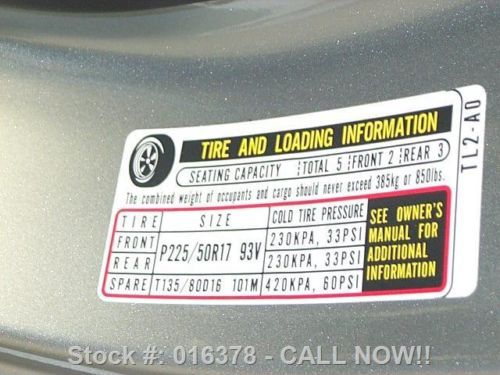 TIRE AND LOADING INFORMATION
SEATING CAPACITY TOTAL 5 FRONT 2 REAR 3
The combined weight of occupants and cargo should never exceed 385kg or 850lbs.
TIRE SIZE COLD TIRE PRESSURE
FRONT P225/50R17 93V 230KPA, 33PSI
REAR 230KPA, 33PSI
SPARE T135/80D16 101M 420KPA, 60PSI
SEE OWNER'S
MANUAL FOR
ADDITIONAL
INFORMATION
TL2-A0
Stock #: 016378 - CALL NOW!!